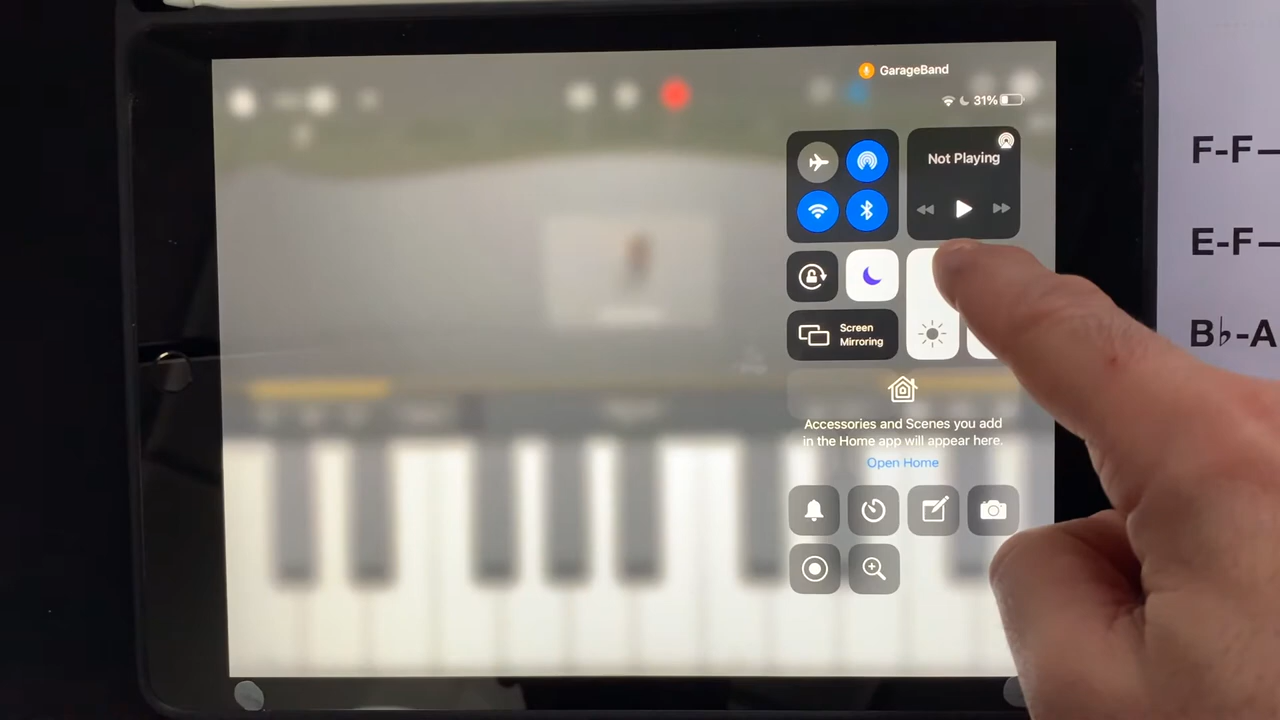 GarageBand
31%
Not Playing
Screen
Mirroring
Accessories and Scenes you add
in the Home app will appear here.
Open Home
F-F—
E-F—
B♭-A